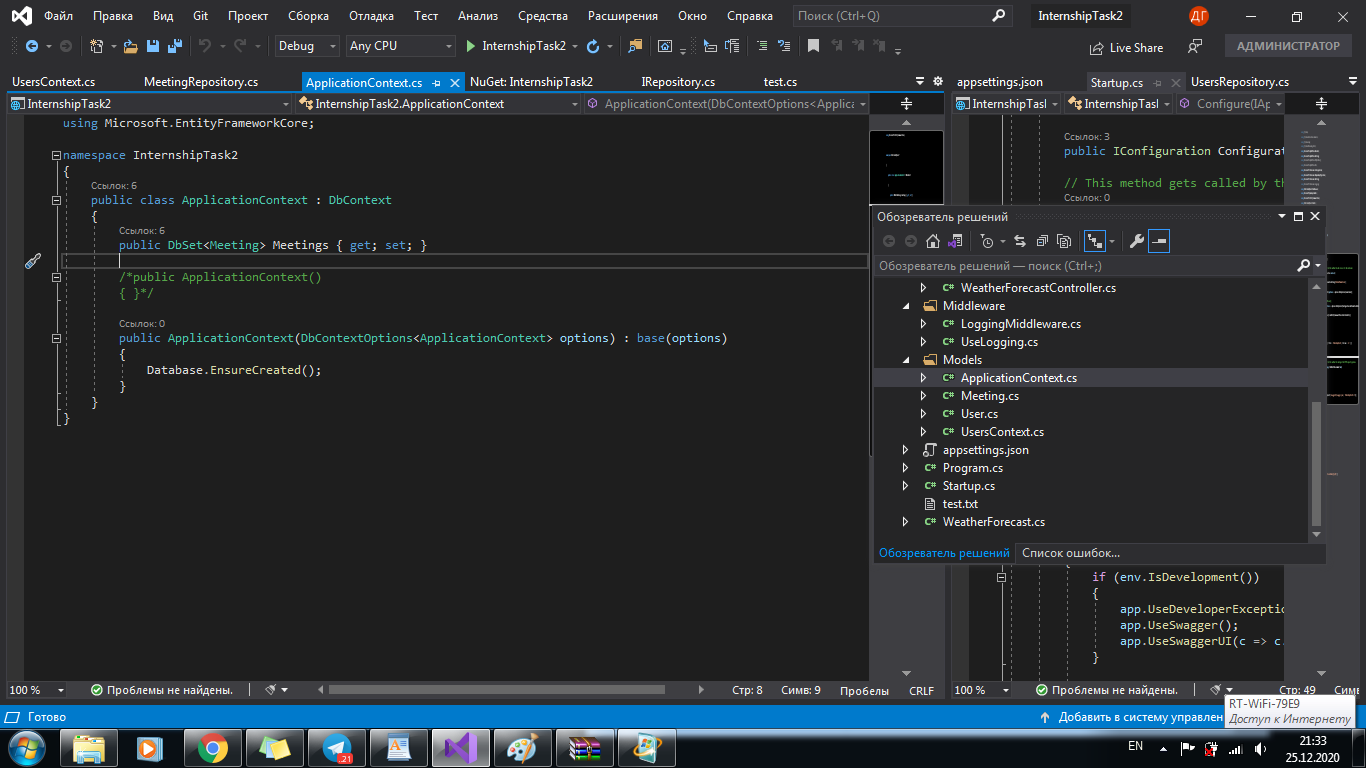 Файл Правка Вид Git Проект Сборка Отладка Тест Анализ Средства Расширения Окно Справка Поиск (Ctrl+Q) InternshipTask2 ДГ
Debug Any CPU InternshipTask2 Live Share АДМИНИСТРАТОР
UsersContext.cs MeetingRepository.cs ApplicationContext.cs NuGet: InternshipTask2 IRepository.cs test.cs
InternshipTask2 InternshipTask2.ApplicationContext ApplicationContext(DbContextOptions<Applica
using Microsoft.EntityFrameworkCore;
namespace InternshipTask2
{
Ссылок: 6
public class ApplicationContext : DbContext
{
Ссылок: 6
public DbSet<Meeting> Meetings { get; set; }
/*public ApplicationContext()
{ }*/
Ссылок: 0
public ApplicationContext(DbContextOptions<ApplicationContext> options) : base(options)
{
Database.EnsureCreated();
}
}
}
100 % Проблемы не найдены. Стр: 8 Симв: 9 Пробелы CRLF
appsettings.json Startup.cs UsersRepository.cs
InternshipTasl InternshipTasl Configure(IAp
Ссылок: 3
public IConfiguration Configurat
// This method gets called by th
Ссылок: 0
Обозреватель решений
Обозреватель решений — поиск (Ctrl+;)
WeatherForecastController.cs
Middleware
LoggingMiddleware.cs
UseLogging.cs
Models
ApplicationContext.cs
Meeting.cs
User.cs
UsersContext.cs
appsettings.json
Program.cs
Startup.cs
test.txt
WeatherForecast.cs
Обозреватель решений Список ошибок...
if (env.IsDevelopment())
{
app.UseDeveloperExceptio
app.UseSwagger();
app.UseSwaggerUI(c => c.
}
100 % Проблемы не найдены. Стр: 49 Симв
Готово Добавить в систему управлен
RT-WiFi-79E9
Доступ к Интернету
21 EN 21:33
25.12.2020